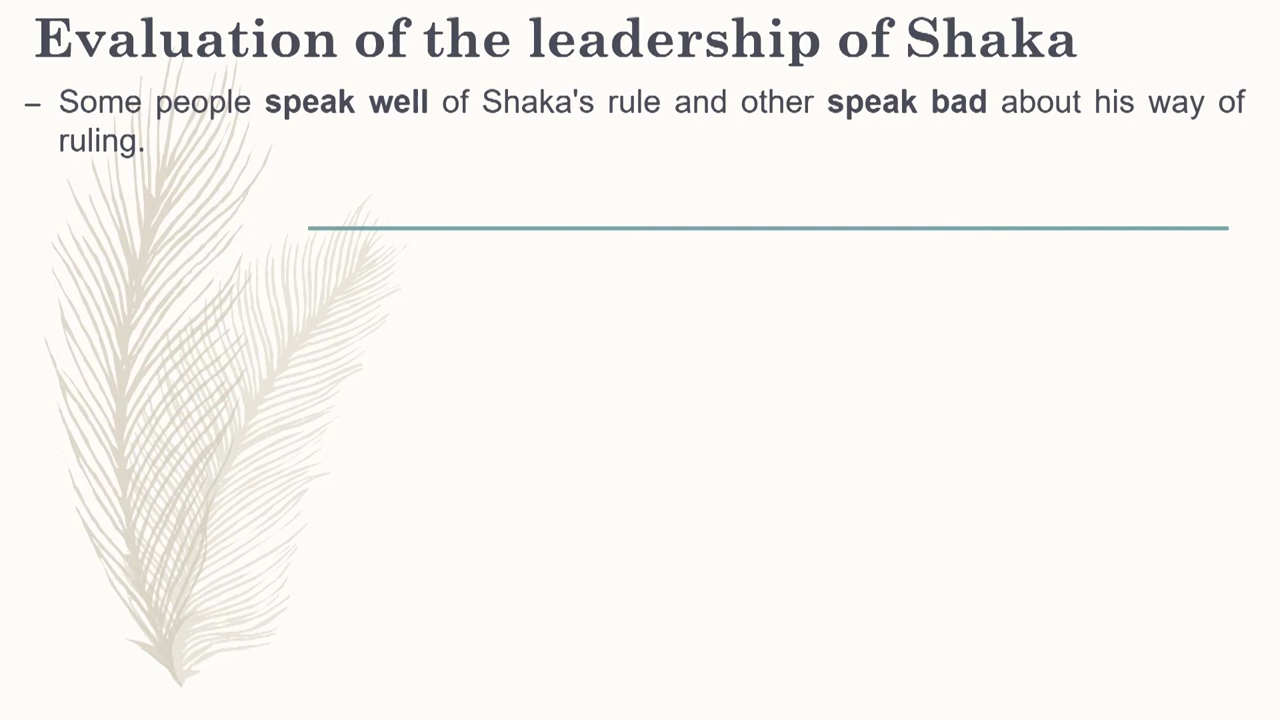 Evaluation of the leadership of Shaka
– Some people speak well of Shaka's rule and other speak bad about his way of
ruling.